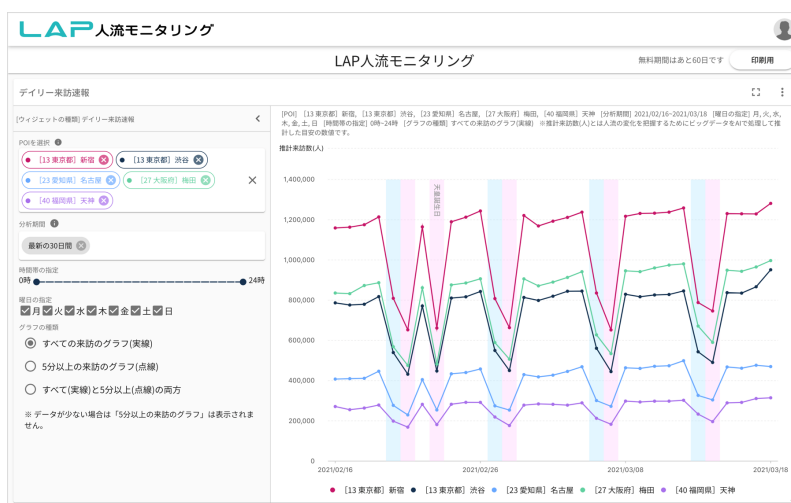 LAP人流モニタリング
LAP人流モニタリング
無料期間はあと60日です
印刷用
デイリー来訪速報
[ウィジェットの種類] デイリー来訪速報
POIを選択
[13 東京都] 新宿
[13 東京都] 渋谷
[23 愛知県] 名古屋
[27 大阪府] 梅田
[40 福岡県] 天神
分析期間
最新の30日間
時間帯の指定
0時
24時
曜日の指定
月 火 水 木 金 土 日
グラフの種類
すべての来訪のグラフ(実線)
5分以上の来訪のグラフ(点線)
すべて(実線)と5分以上(点線)の両方
※ データが少ない場合は「5分以上の来訪のグラフ」は表示されま
せん。
[POI] [13 東京都] 新宿, [13 東京都] 渋谷, [23 愛知県] 名古屋, [27 大阪府] 梅田, [40 福岡県] 天神 [分析期間] 2021/02/16~2021/03/18 [曜日の指定] 月, 火, 水,
木, 金, 土, 日 [時間帯の指定] 0時~24時 [グラフの種類] すべての来訪のグラフ(実線) ※推計来訪数(人)とは人流の変化を把握するためにビッグデータをAIで処理して推
計した目安の数値です。
推計来訪数(人)
1,400,000
1,200,000
1,000,000
800,000
600,000
400,000
200,000
0
天皇誕生日
2021/02/16
2021/02/26
2021/03/08
2021/03/18
[13 東京都] 新宿 [13 東京都] 渋谷 [23 愛知県] 名古屋 [27 大阪府] 梅田 [40 福岡県] 天神